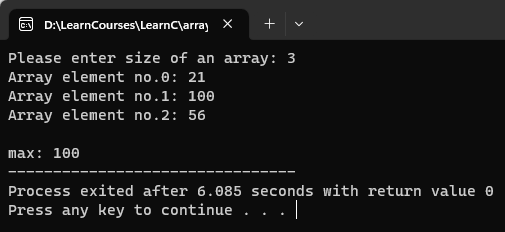 D:\LearnCourses\LearnC\array
Please enter size of an array: 3
Array element no.0: 21
Array element no.1: 100
Array element no.2: 56
max: 100
--------------------------------
Process exited after 6.085 seconds with return value 0
Press any key to continue . . .